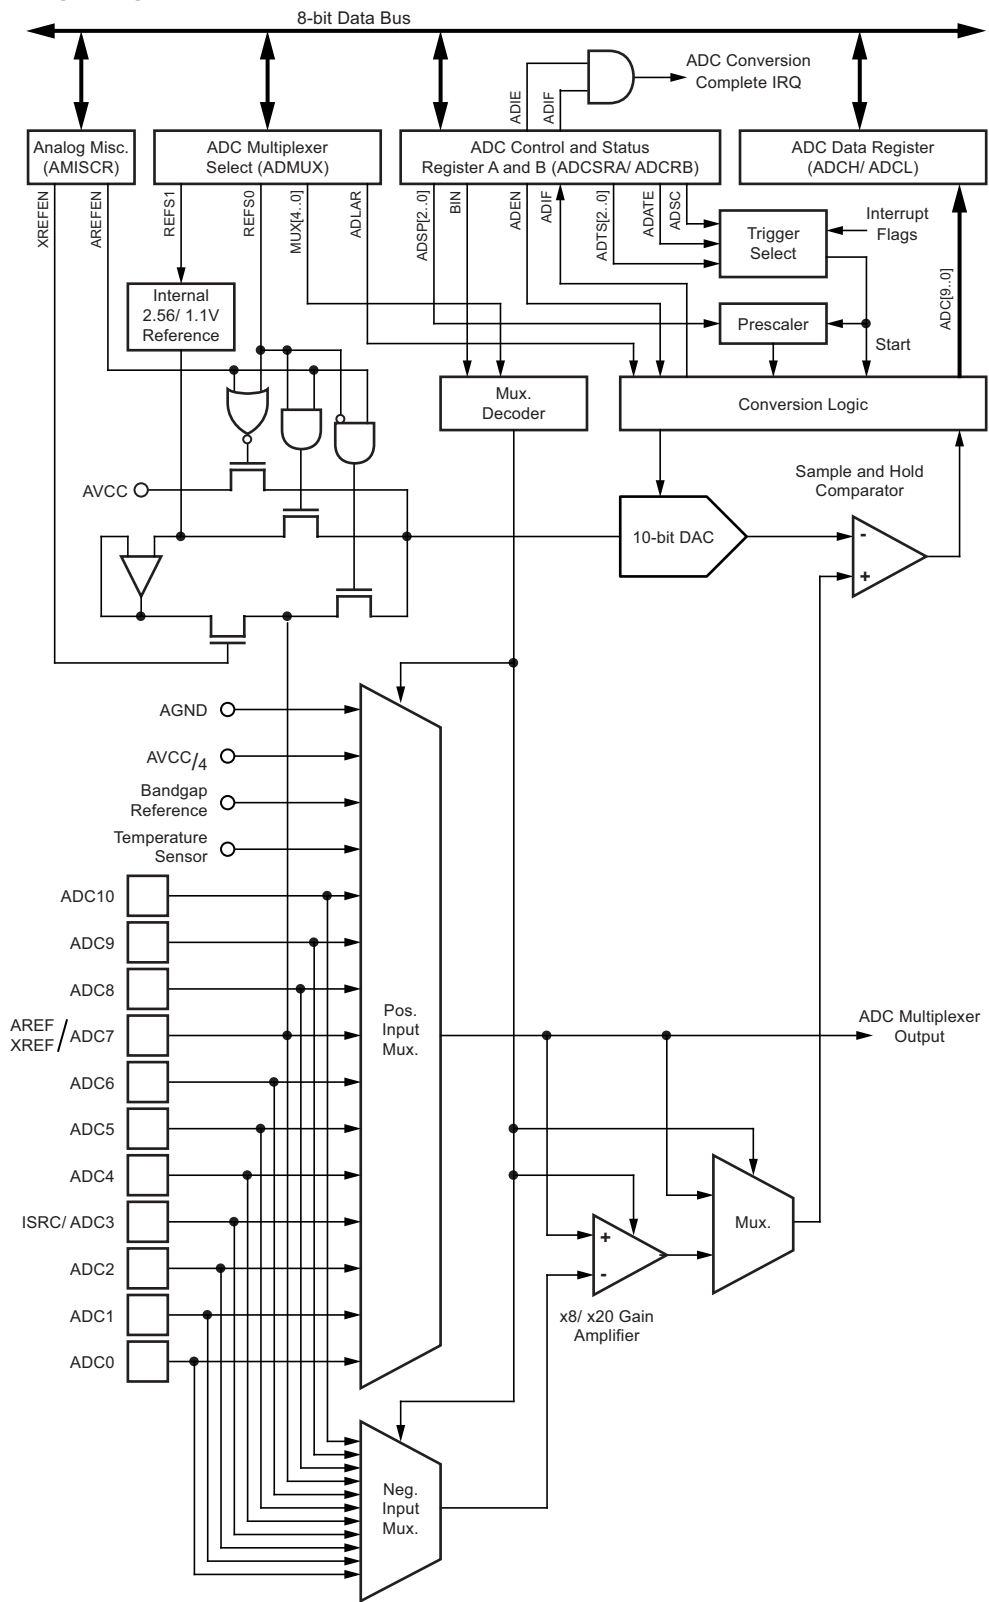 8-bit Data Bus
ADC Conversion
Complete IRQ
ADIE
ADIF
Analog Misc.
(AMISCR)
ADC Multiplexer
Select (ADMUX)
ADC Control and Status
Register A and B (ADCSRA/ ADCRB)
ADC Data Register
(ADCH/ ADCL)
XREFEN
AREFEN
REFS1
REFS0
MUX[4..0]
ADLAR
ADSP[2..0]
BIN
ADEN
ADIF
ADTS[2..0]
ADATE
ADSC
Trigger
Select
Interrupt
Flags
ADC[9..0]
Internal
2.56/ 1.1V
Reference
Prescaler
Start
Mux.
Decoder
Conversion Logic
AVCC
Sample and Hold
Comparator
10-bit DAC
-
+
AGND
AVCC/4
Bandgap
Reference
Temperature
Sensor
ADC10
ADC9
ADC8
AREF
XREF / ADC7
ADC6
ADC5
ADC4
ISRC/ ADC3
ADC2
ADC1
ADC0
Pos.
Input
Mux.
ADC Multiplexer
Output
Mux.
+
-
x8/ x20 Gain
Amplifier
Neg.
Input
Mux.